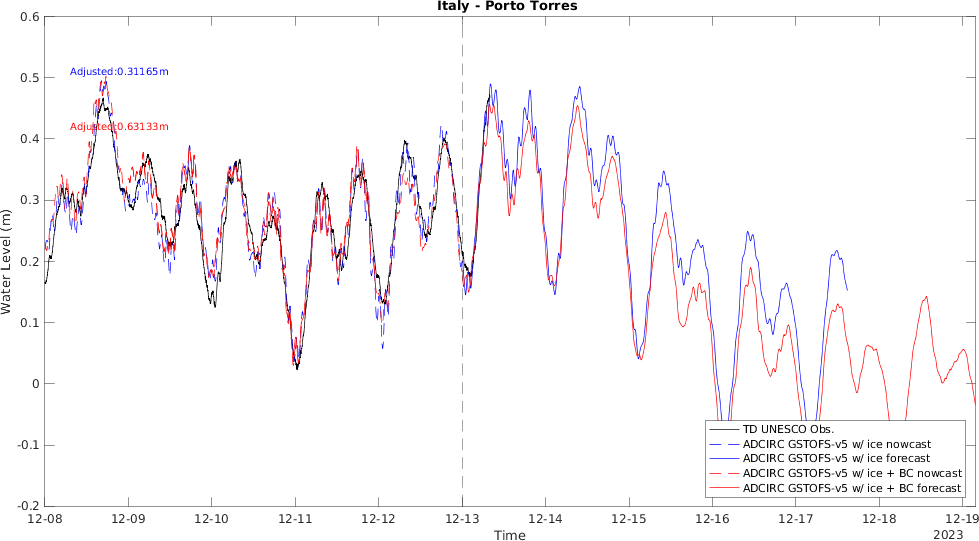 Italy - Porto Torres
0.6
0.5
0.4
0.3
0.2
0.1
0
-0.1
-0.2
Water Level (m)
Adjusted:0.31165m
Adjusted:0.63133m
TD UNESCO Obs.
ADCIRC GSTOFS-v5 w/ ice nowcast
ADCIRC GSTOFS-v5 w/ ice forecast
ADCIRC GSTOFS-v5 w/ ice + BC nowcast
ADCIRC GSTOFS-v5 w/ ice + BC forecast
12-08 12-09 12-10 12-11 12-12 12-13 12-14 12-15 12-16 12-17 12-18 12-19
Time 2023